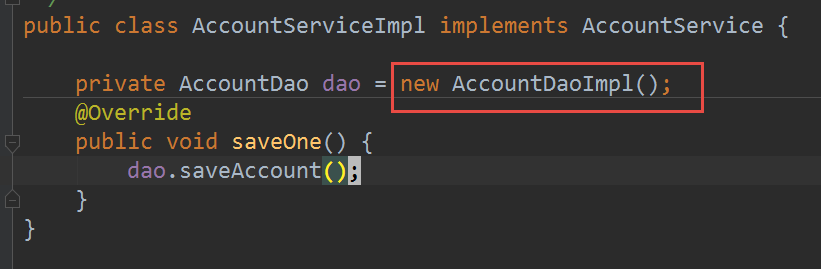 public class AccountServiceImpl implements AccountService {
private AccountDao dao = new AccountDaoImpl();
@Override
public void saveOne() {
dao.saveAccount();
}
}